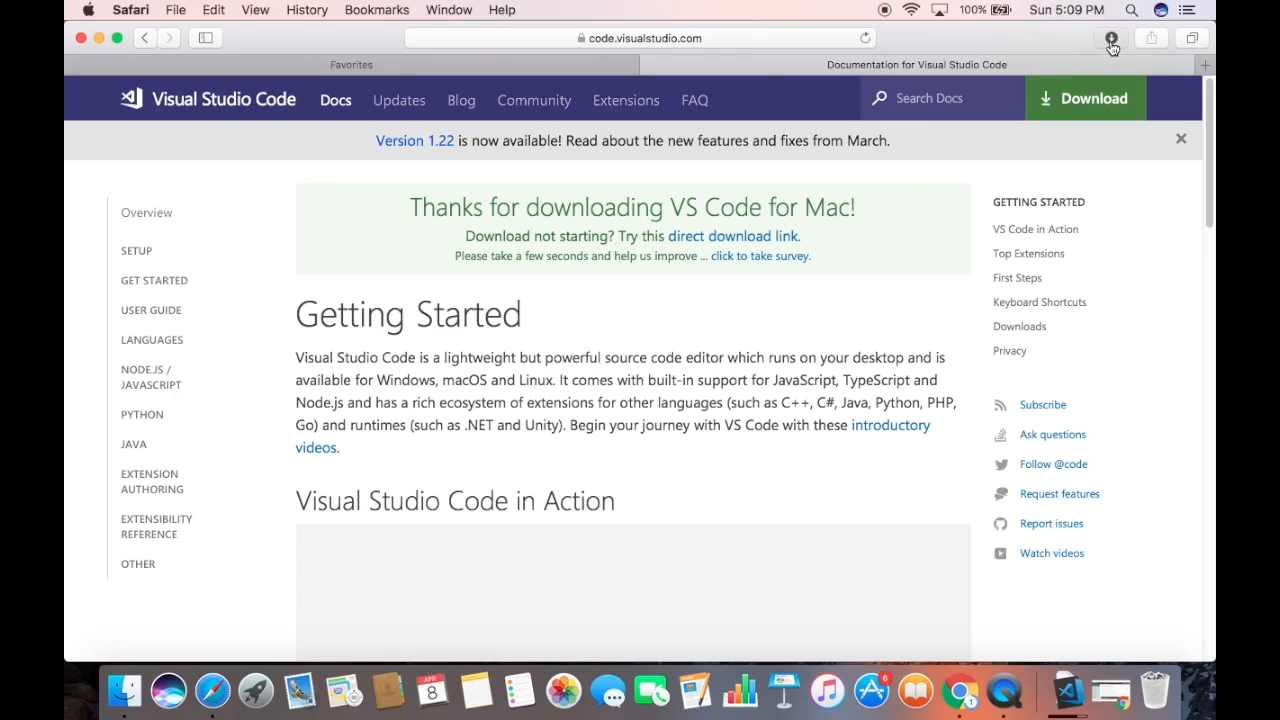 Safari File Edit View History Bookmarks Window Help 100% Sun 5:09 PM
code.visualstudio.com
Favorites Documentation for Visual Studio Code
Visual Studio Code Docs Updates Blog Community Extensions FAQ Search Docs Download
Version 1.22 is now available! Read about the new features and fixes from March.
Overview
SETUP
GET STARTED
USER GUIDE
LANGUAGES
NODE.JS /
JAVASCRIPT
PYTHON
JAVA
EXTENSION
AUTHORING
EXTENSIBILITY
REFERENCE
OTHER
Thanks for downloading VS Code for Mac!
Download not starting? Try this direct download link.
Please take a few seconds and help us improve ... click to take survey.
Getting Started
Visual Studio Code is a lightweight but powerful source code editor which runs on your desktop and is
available for Windows, macOS and Linux. It comes with built-in support for JavaScript, TypeScript and
Node.js and has a rich ecosystem of extensions for other languages (such as C++, C#, Java, Python, PHP,
Go) and runtimes (such as .NET and Unity). Begin your journey with VS Code with these introductory
videos.
Visual Studio Code in Action
GETTING STARTED
VS Code in Action
Top Extensions
First Steps
Keyboard Shortcuts
Downloads
Privacy
Subscribe
Ask questions
Follow @code
Request features
Report issues
Watch videos
APR
8
6
1